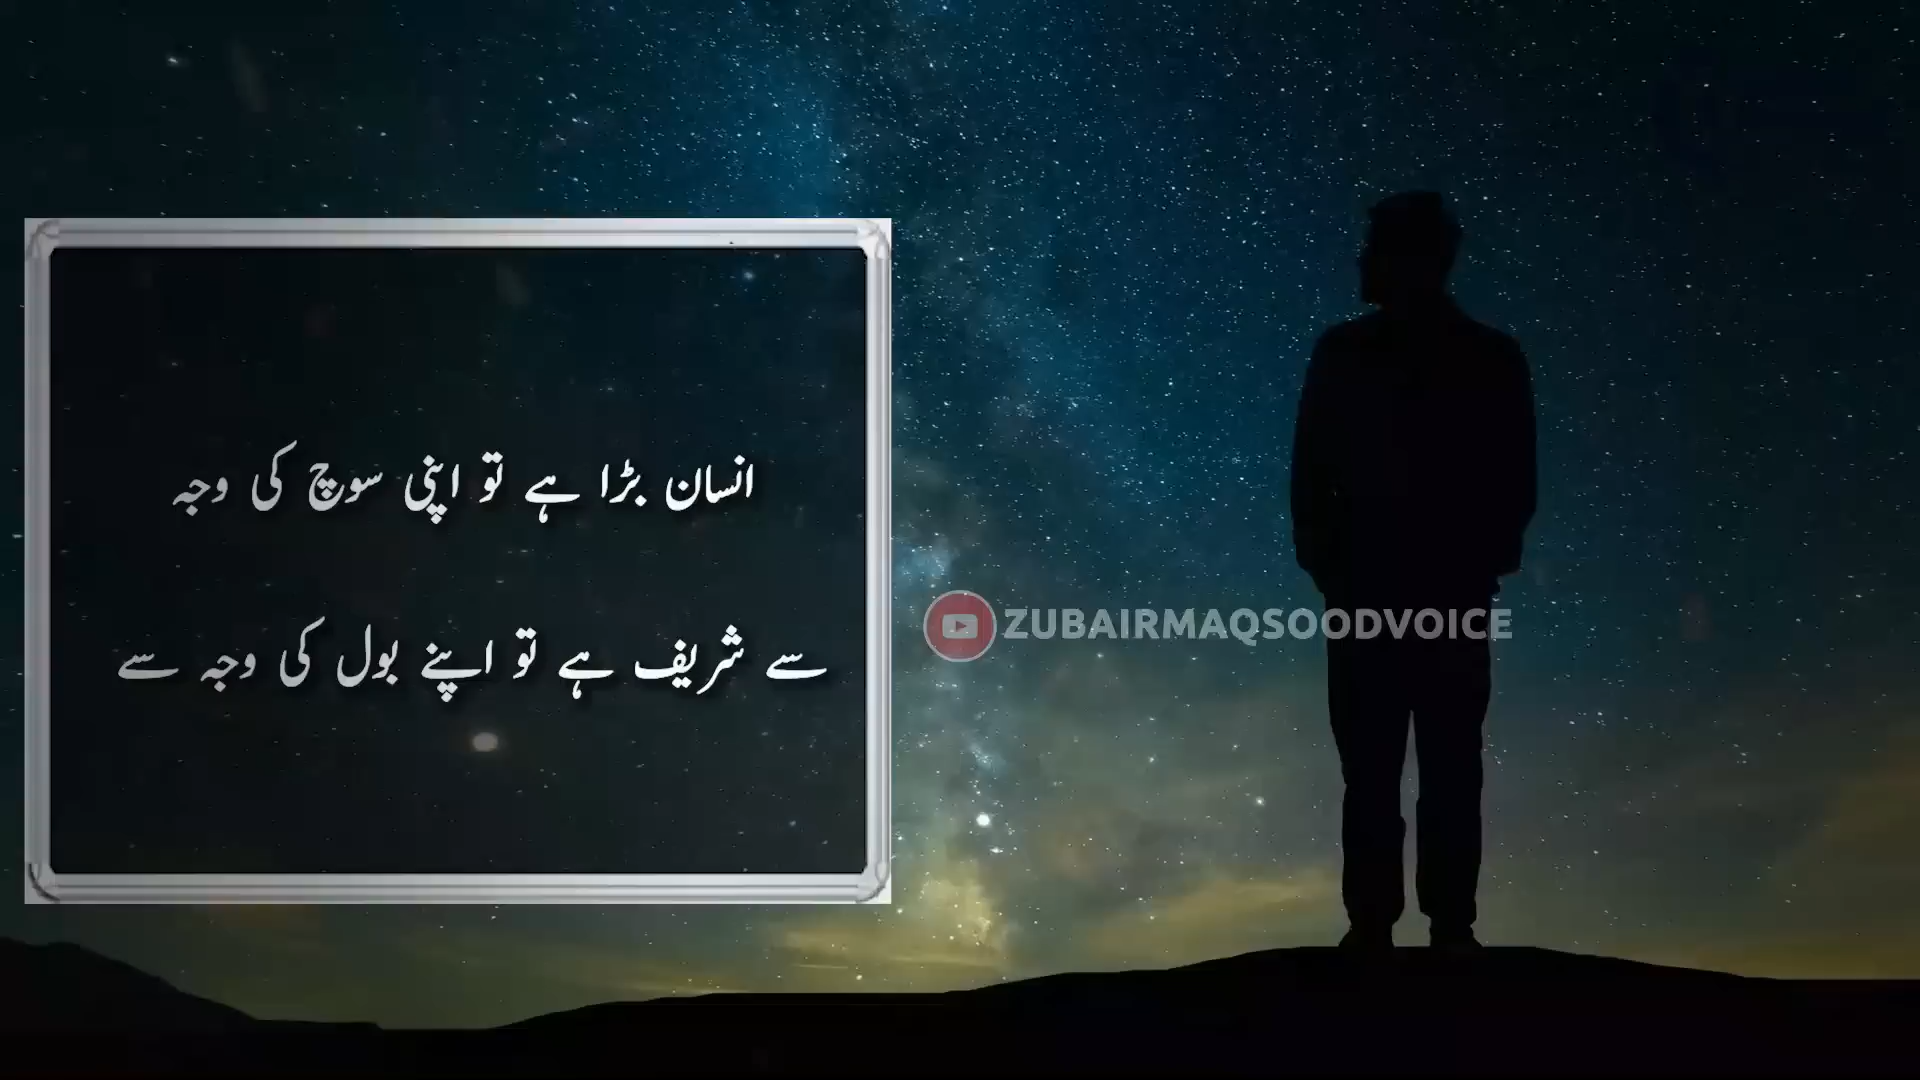 انسان بڑا ہے تو اپنی سوچ کی وجہ
سے شریف ہے تو اپنے بول کی وجہ سے
ZUBAIRMAQSOODVOICE